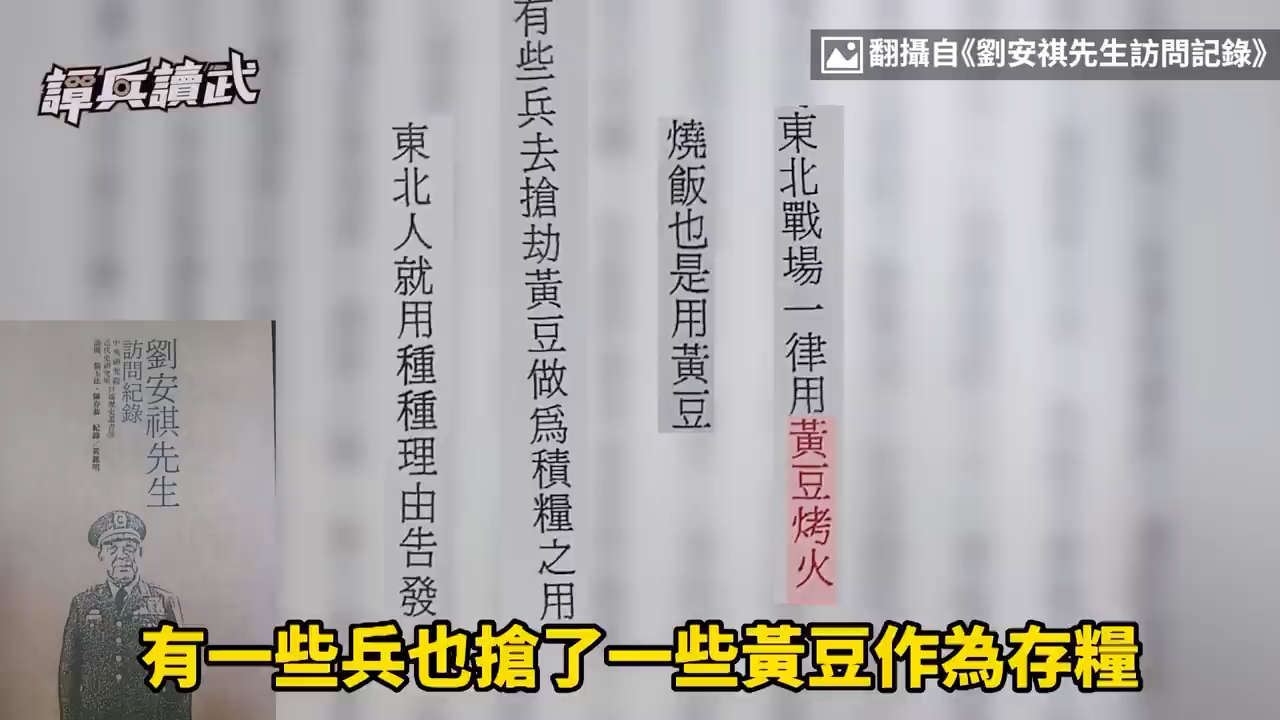 譚兵讀武
翻攝自《劉安祺先生訪問記錄》
東北戰場一律用黃豆烤火
燒飯也是用黃豆
有些兵去搶劫黃豆做爲積糧之用
東北人就用種種理由告發
劉安祺先生
訪問紀錄
有一些兵也搶了一些黃豆作為存糧